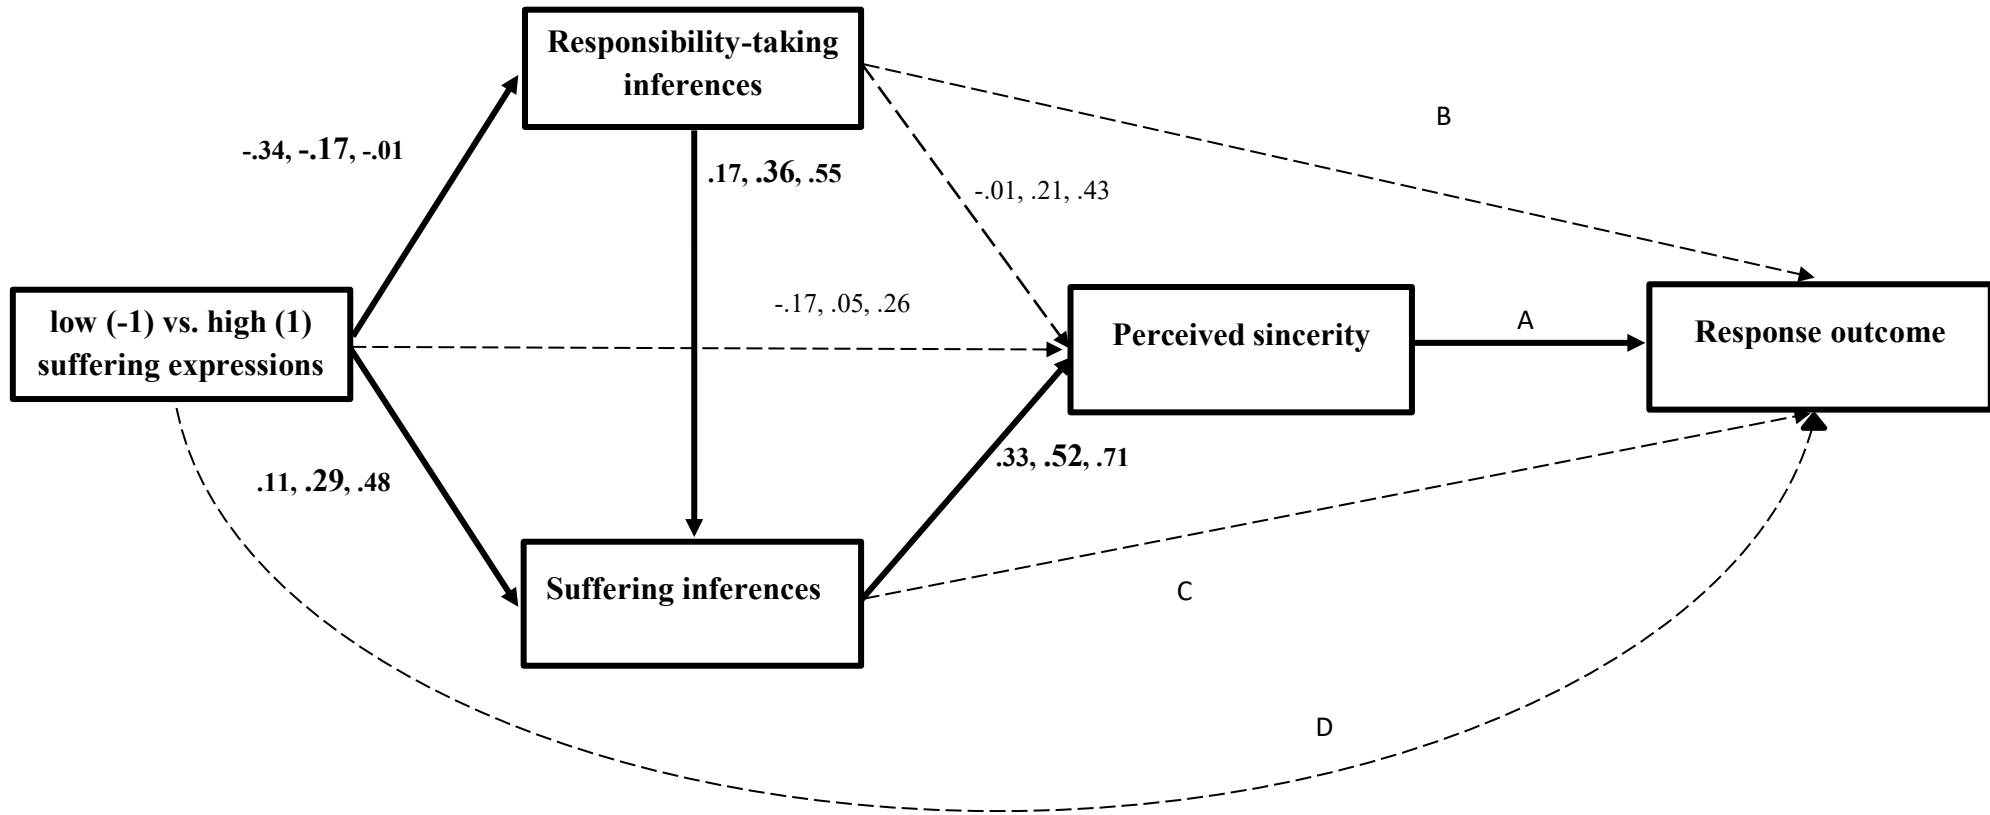 Responsibility-taking
inferences
B
-.34, -.17, -.01
.17, .36, .55
-.01, .21, .43
-.17, .05, .26
low (-1) vs. high (1)
suffering expressions
Perceived sincerity
A
Response outcome
.11, .29, .48
.33, .52, .71
Suffering inferences
C
D